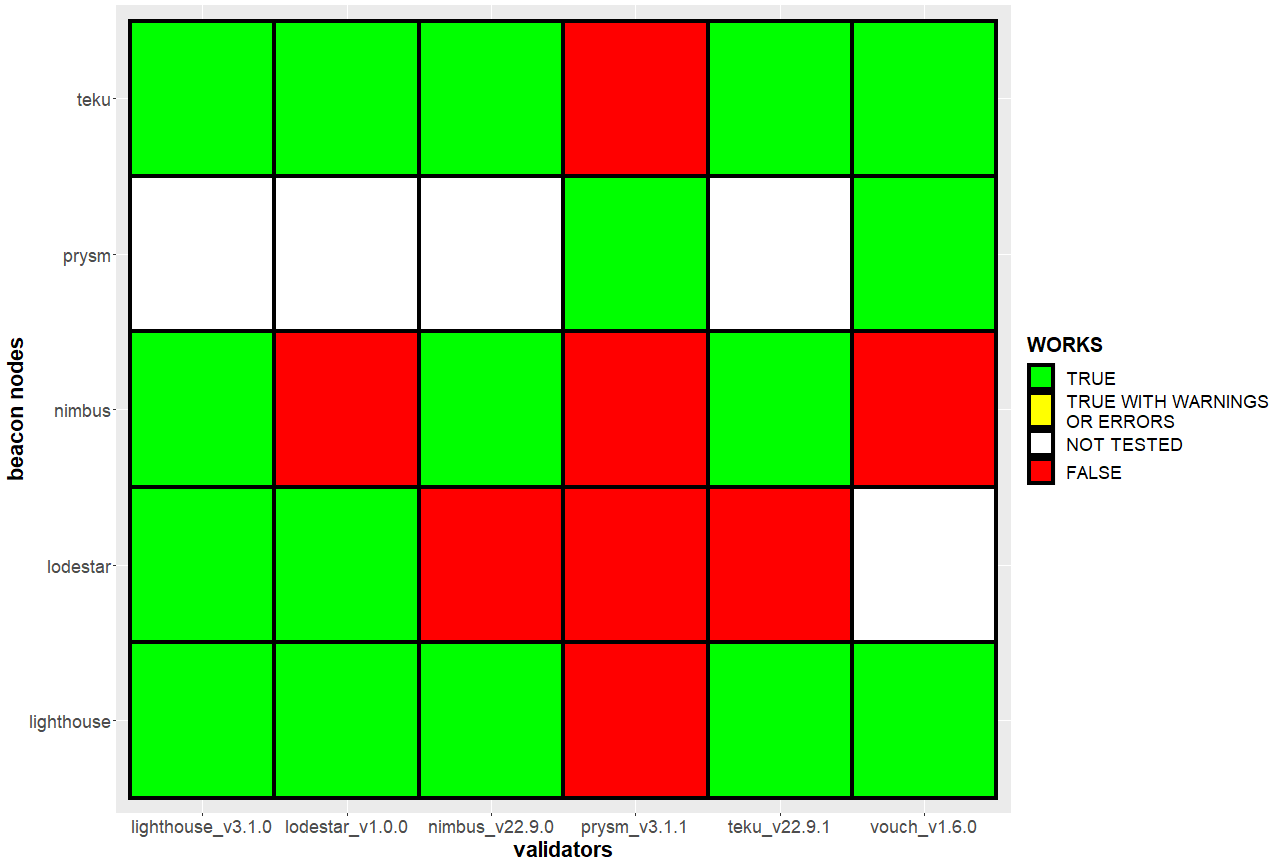 teku
prysm
nimbus
lodestar
lighthouse
beacon nodes
lighthouse_v3.1.0 lodestar_v1.0.0 nimbus_v22.9.0 prysm_v3.1.1 teku_v22.9.1 vouch_v1.6.0
validators
WORKS
TRUE
TRUE WITH WARNINGS
OR ERRORS
NOT TESTED
FALSE